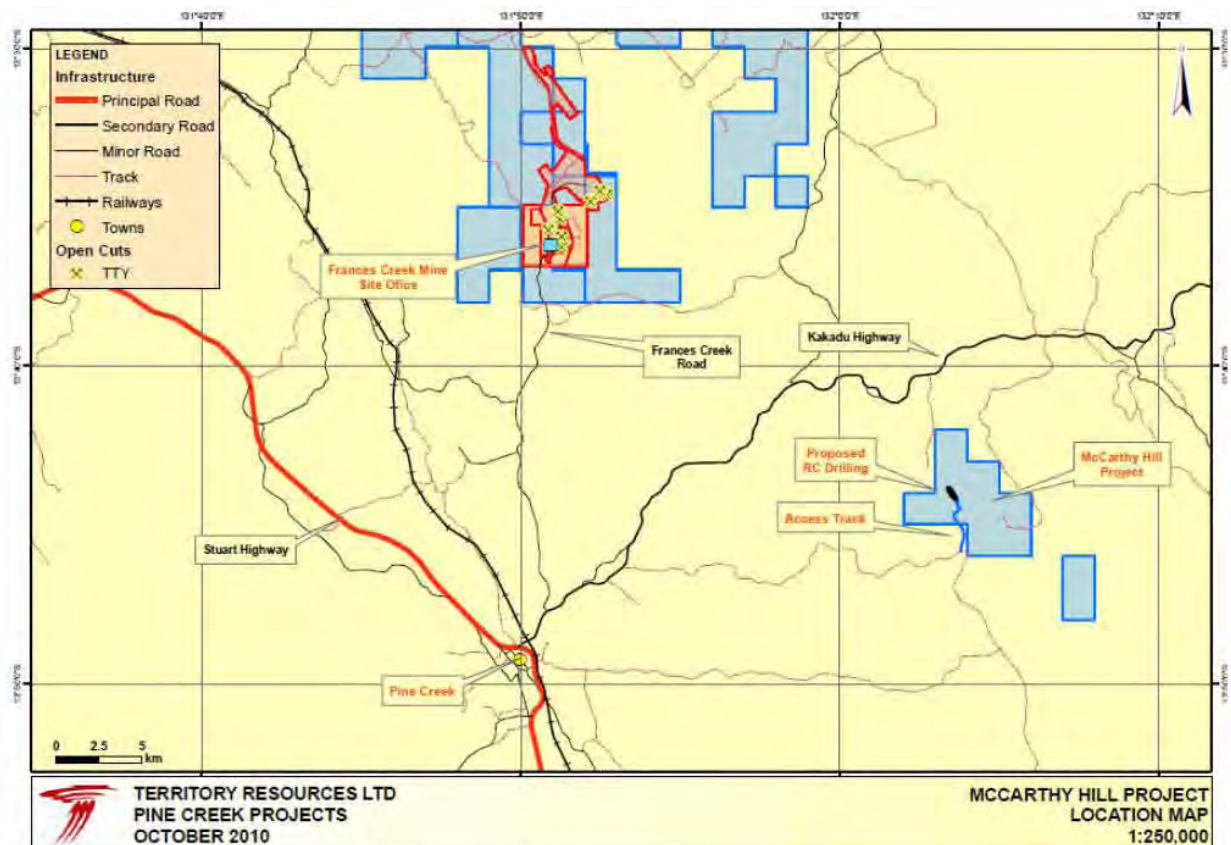 131°40'0"E
131°50'0"E
132°00'0"E
132°10'0"E
LEGEND
Infrastructure
Principal Road
Secondary Road
Minor Road
Track
Railways
Towns
Open Cuts
TTY
Frances Creek Mine
Site Office
Frances Creek
Road
Kakadu Highway
Proposed
RC Drilling
McCarthy Hill
Project
Access Track
Stuart Highway
Pine Creek
0 2.5 5
km
TERRITORY RESOURCES LTD
PINE CREEK PROJECTS
OCTOBER 2010
MCCARTHY HILL PROJECT
LOCATION MAP
1:250,000